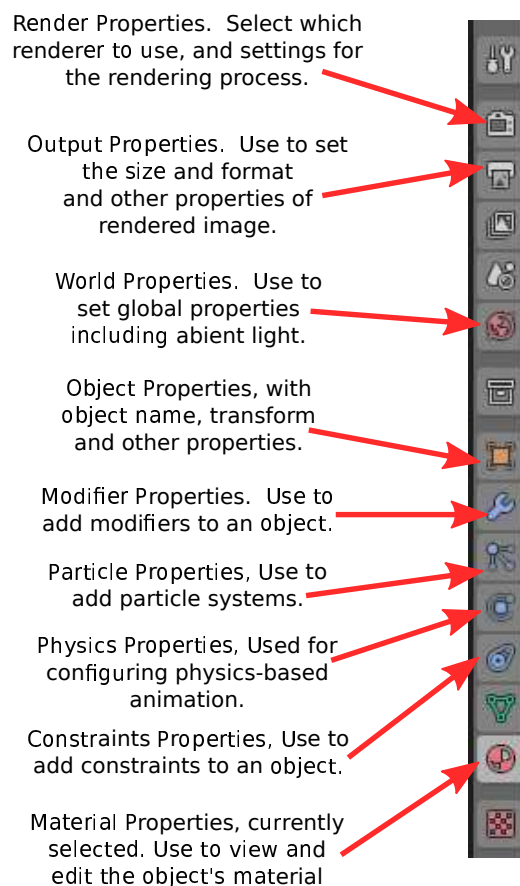 Render Properties.  Select which
renderer to use, and settings for
the rendering process.
Output Properties.  Use to set
the size and format
and other properties of
rendered image.
World Properties.  Use to
set global properties
including abient light.
Object Properties, with
object name, transform
and other properties.
Modifier Properties.  Use to
add modifiers to an object.
Particle Properties, Use to
add particle systems.
Physics Properties, Used for
configuring physics-based
animation.
Constraints Properties, Use to
add constraints to an object.
Material Properties, currently
selected. Use to view and
edit the object's material